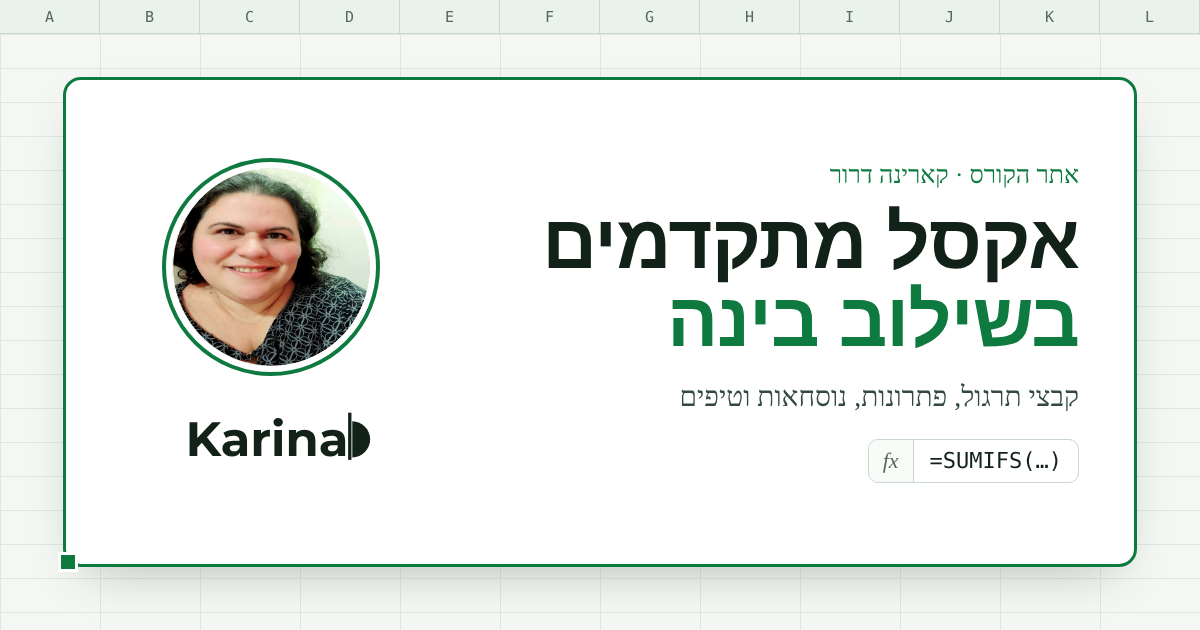 A B C D E F G H I J K L
אתר הקורס · קארינה דרור
אקסל מתקדמים
בשילוב בינה
קבצי תרגול, פתרונות, נוסחאות וטיפים
fx =SUMIFS(…)
Karina